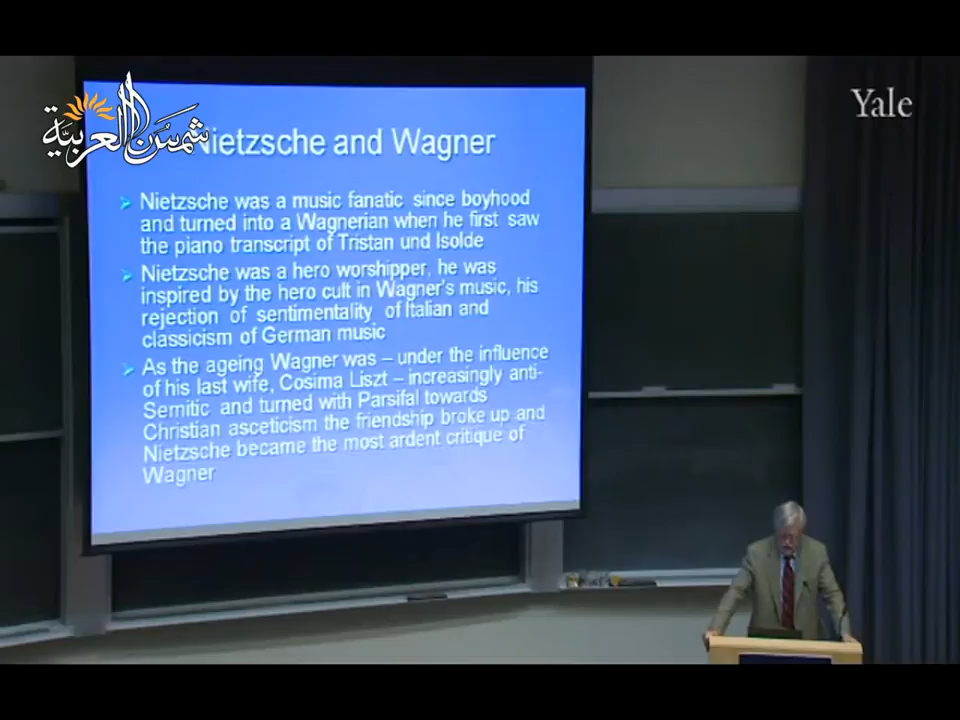 شمس العربية
Yale
Nietzsche and Wagner
Nietzsche was a music fanatic since boyhood
and turned into a Wagnerian when he first saw
the piano transcript of Tristan und Isolde
Nietzsche was a hero worshipper, he was
inspired by the hero cult in Wagner's music, his
rejection of sentimentality of Italian and
classicism of German music
As the ageing Wagner was – under the influence
of his last wife, Cosima Liszt – increasingly anti-
Semitic and turned with Parsifal towards
Christian asceticism the friendship broke up and
Nietzsche became the most ardent critique of
Wagner